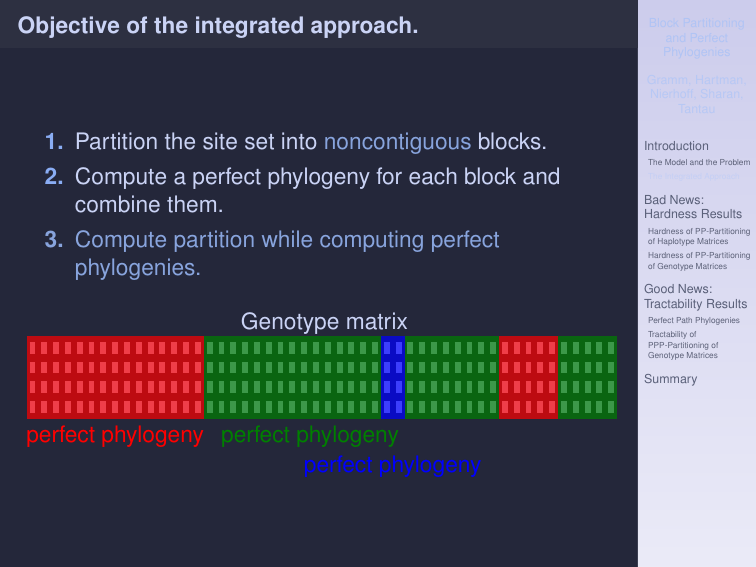 Objective of the integrated approach.
1. Partition the site set into noncontiguous blocks.
2. Compute a perfect phylogeny for each block and
combine them.
3. Compute partition while computing perfect
phylogenies.
Genotype matrix
perfect phylogeny perfect phylogeny
perfect phylogeny
Block Partitioning
and Perfect
Phylogenies
Gramm, Hartman,
Nierhoff, Sharan,
Tantau
Introduction
The Model and the Problem
The Integrated Approach
Bad News:
Hardness Results
Hardness of PP-Partitioning
of Haplotype Matrices
Hardness of PP-Partitioning
of Genotype Matrices
Good News:
Tractability Results
Perfect Path Phylogenies
Tractability of
PPP-Partitioning of
Genotype Matrices
Summary